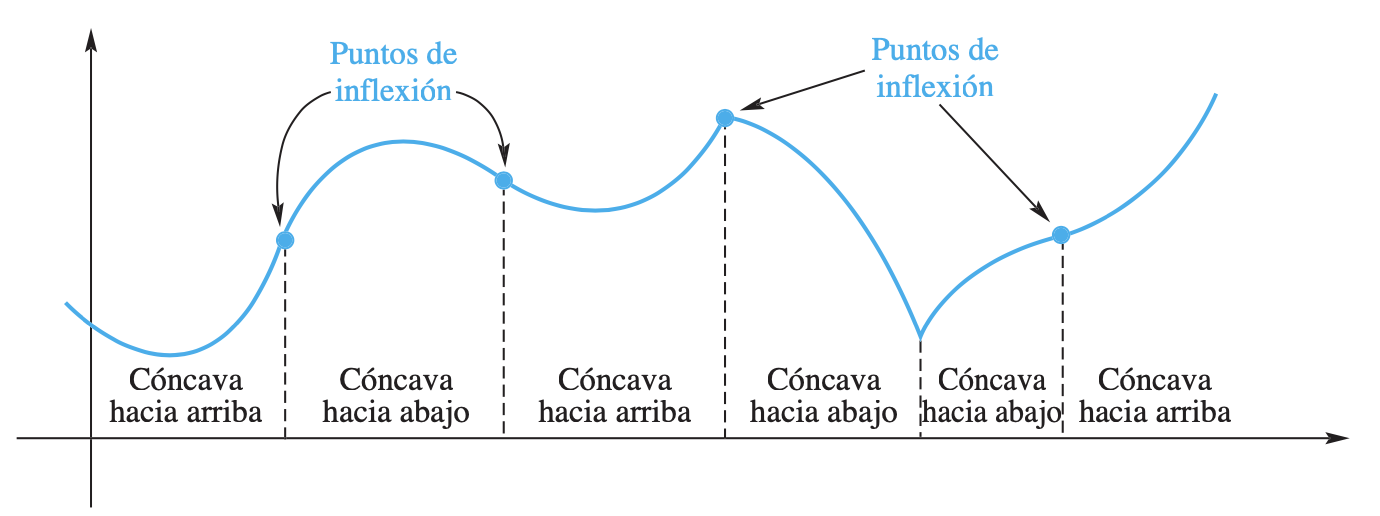 Puntos de
inflexión
Puntos de
inflexión
Cóncava
hacia arriba
Cóncava
hacia abajo
Cóncava
hacia arriba
Cóncava
hacia abajo
Cóncava
hacia abajo
Cóncava
hacia arriba